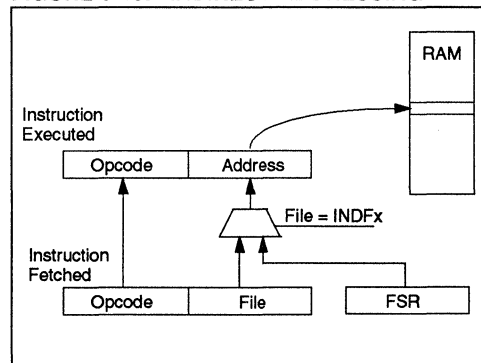 RAM
Instruction
Executed
Opcode Address
File = INDFx
Instruction
Fetched
Opcode File FSR